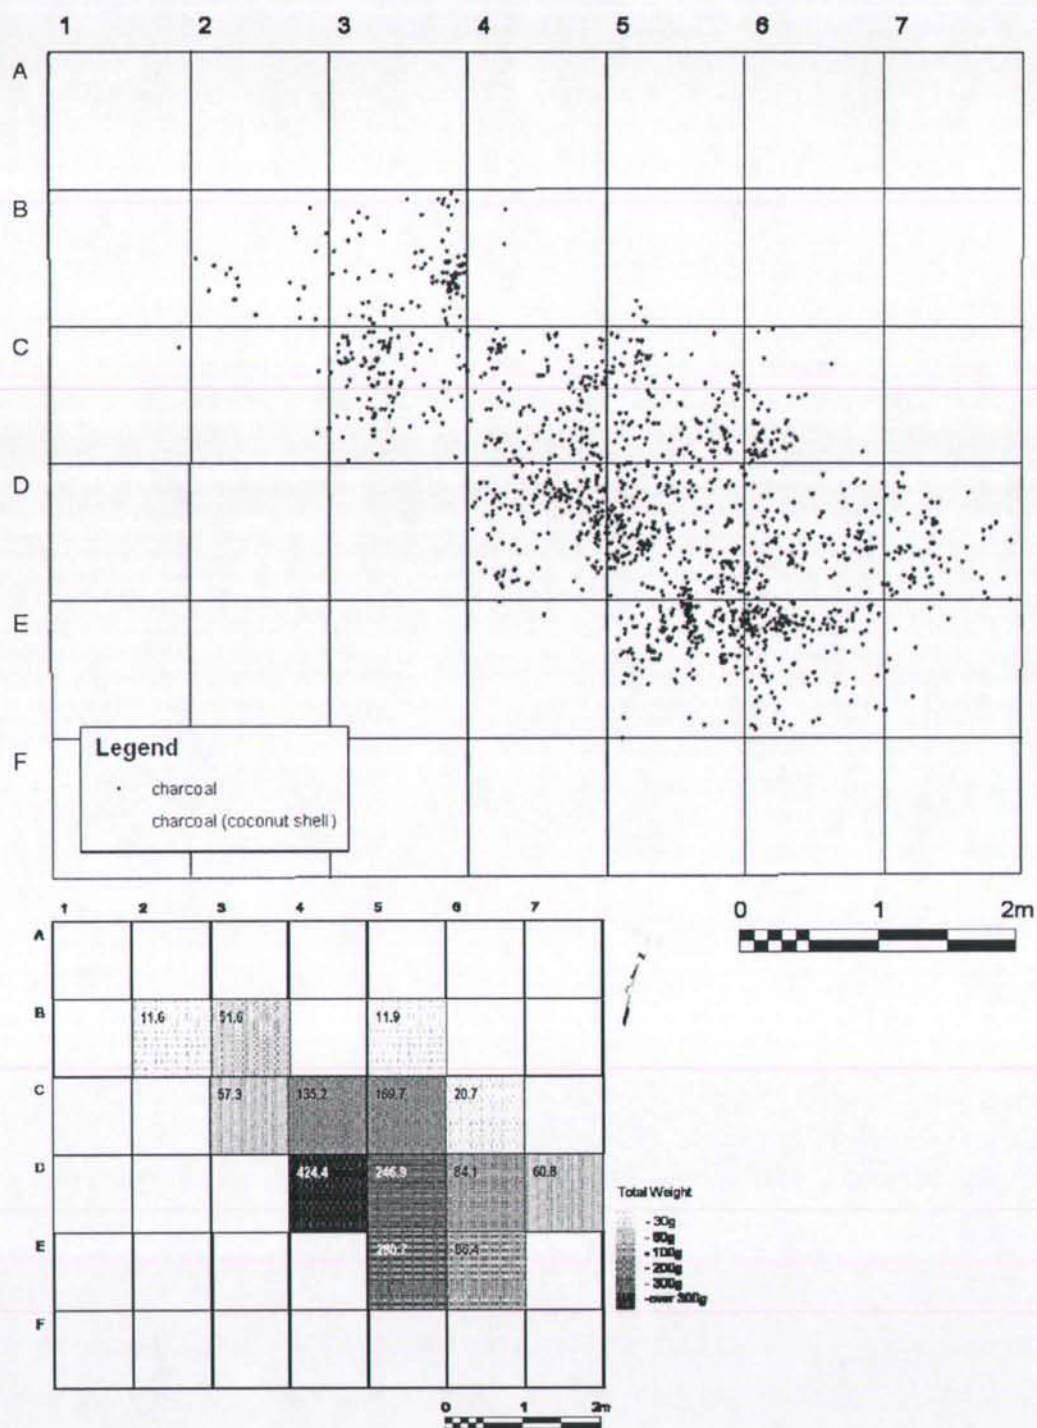 1 2 3 4 5 6 7
A
B
C
D
E
F
Legend
charcoal
charcoal (coconut shell)
0 1 2m
1 2 3 4 5 6 7
A
B 11.6 51.6 11.9
C 57.3 135.2 169.7 20.7
D 424.4 246.9 84.1 60.8
E
F
Total Weight
- 30g
- 100g
- 200g
- 300g
-over 300g
0 1 2m